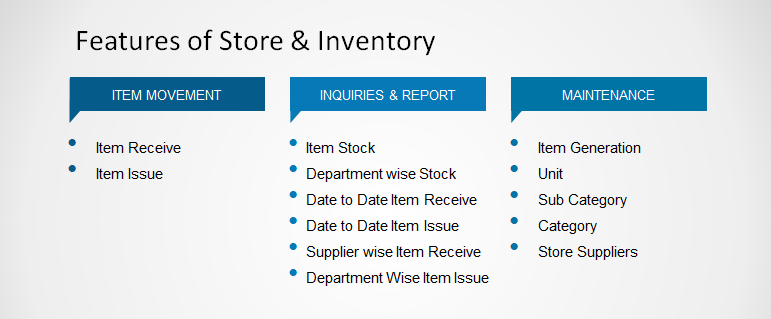 Features of Store & Inventory
ITEM MOVEMENT
Item Receive
Item Issue
INQUIRIES & REPORT
Item Stock
Department wise Stock
Date to Date Item Receive
Date to Date Item Issue
Supplier wise Item Receive
Department Wise Item Issue
MAINTENANCE
Item Generation
Unit
Sub Category
Category
Store Suppliers